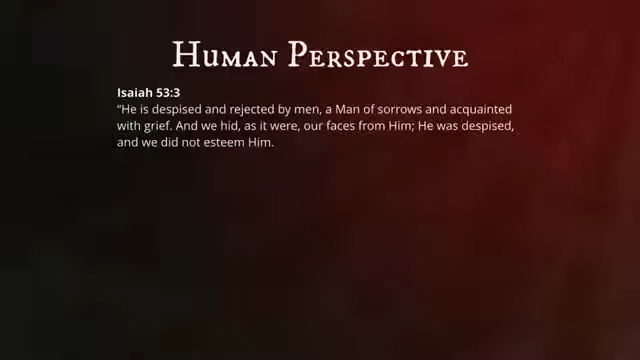 Human Perspective
Isaiah 53:3
“He is despised and rejected by men, a Man of sorrows and acquainted
with grief. And we hid, as it were, our faces from Him; He was despised,
and we did not esteem Him.